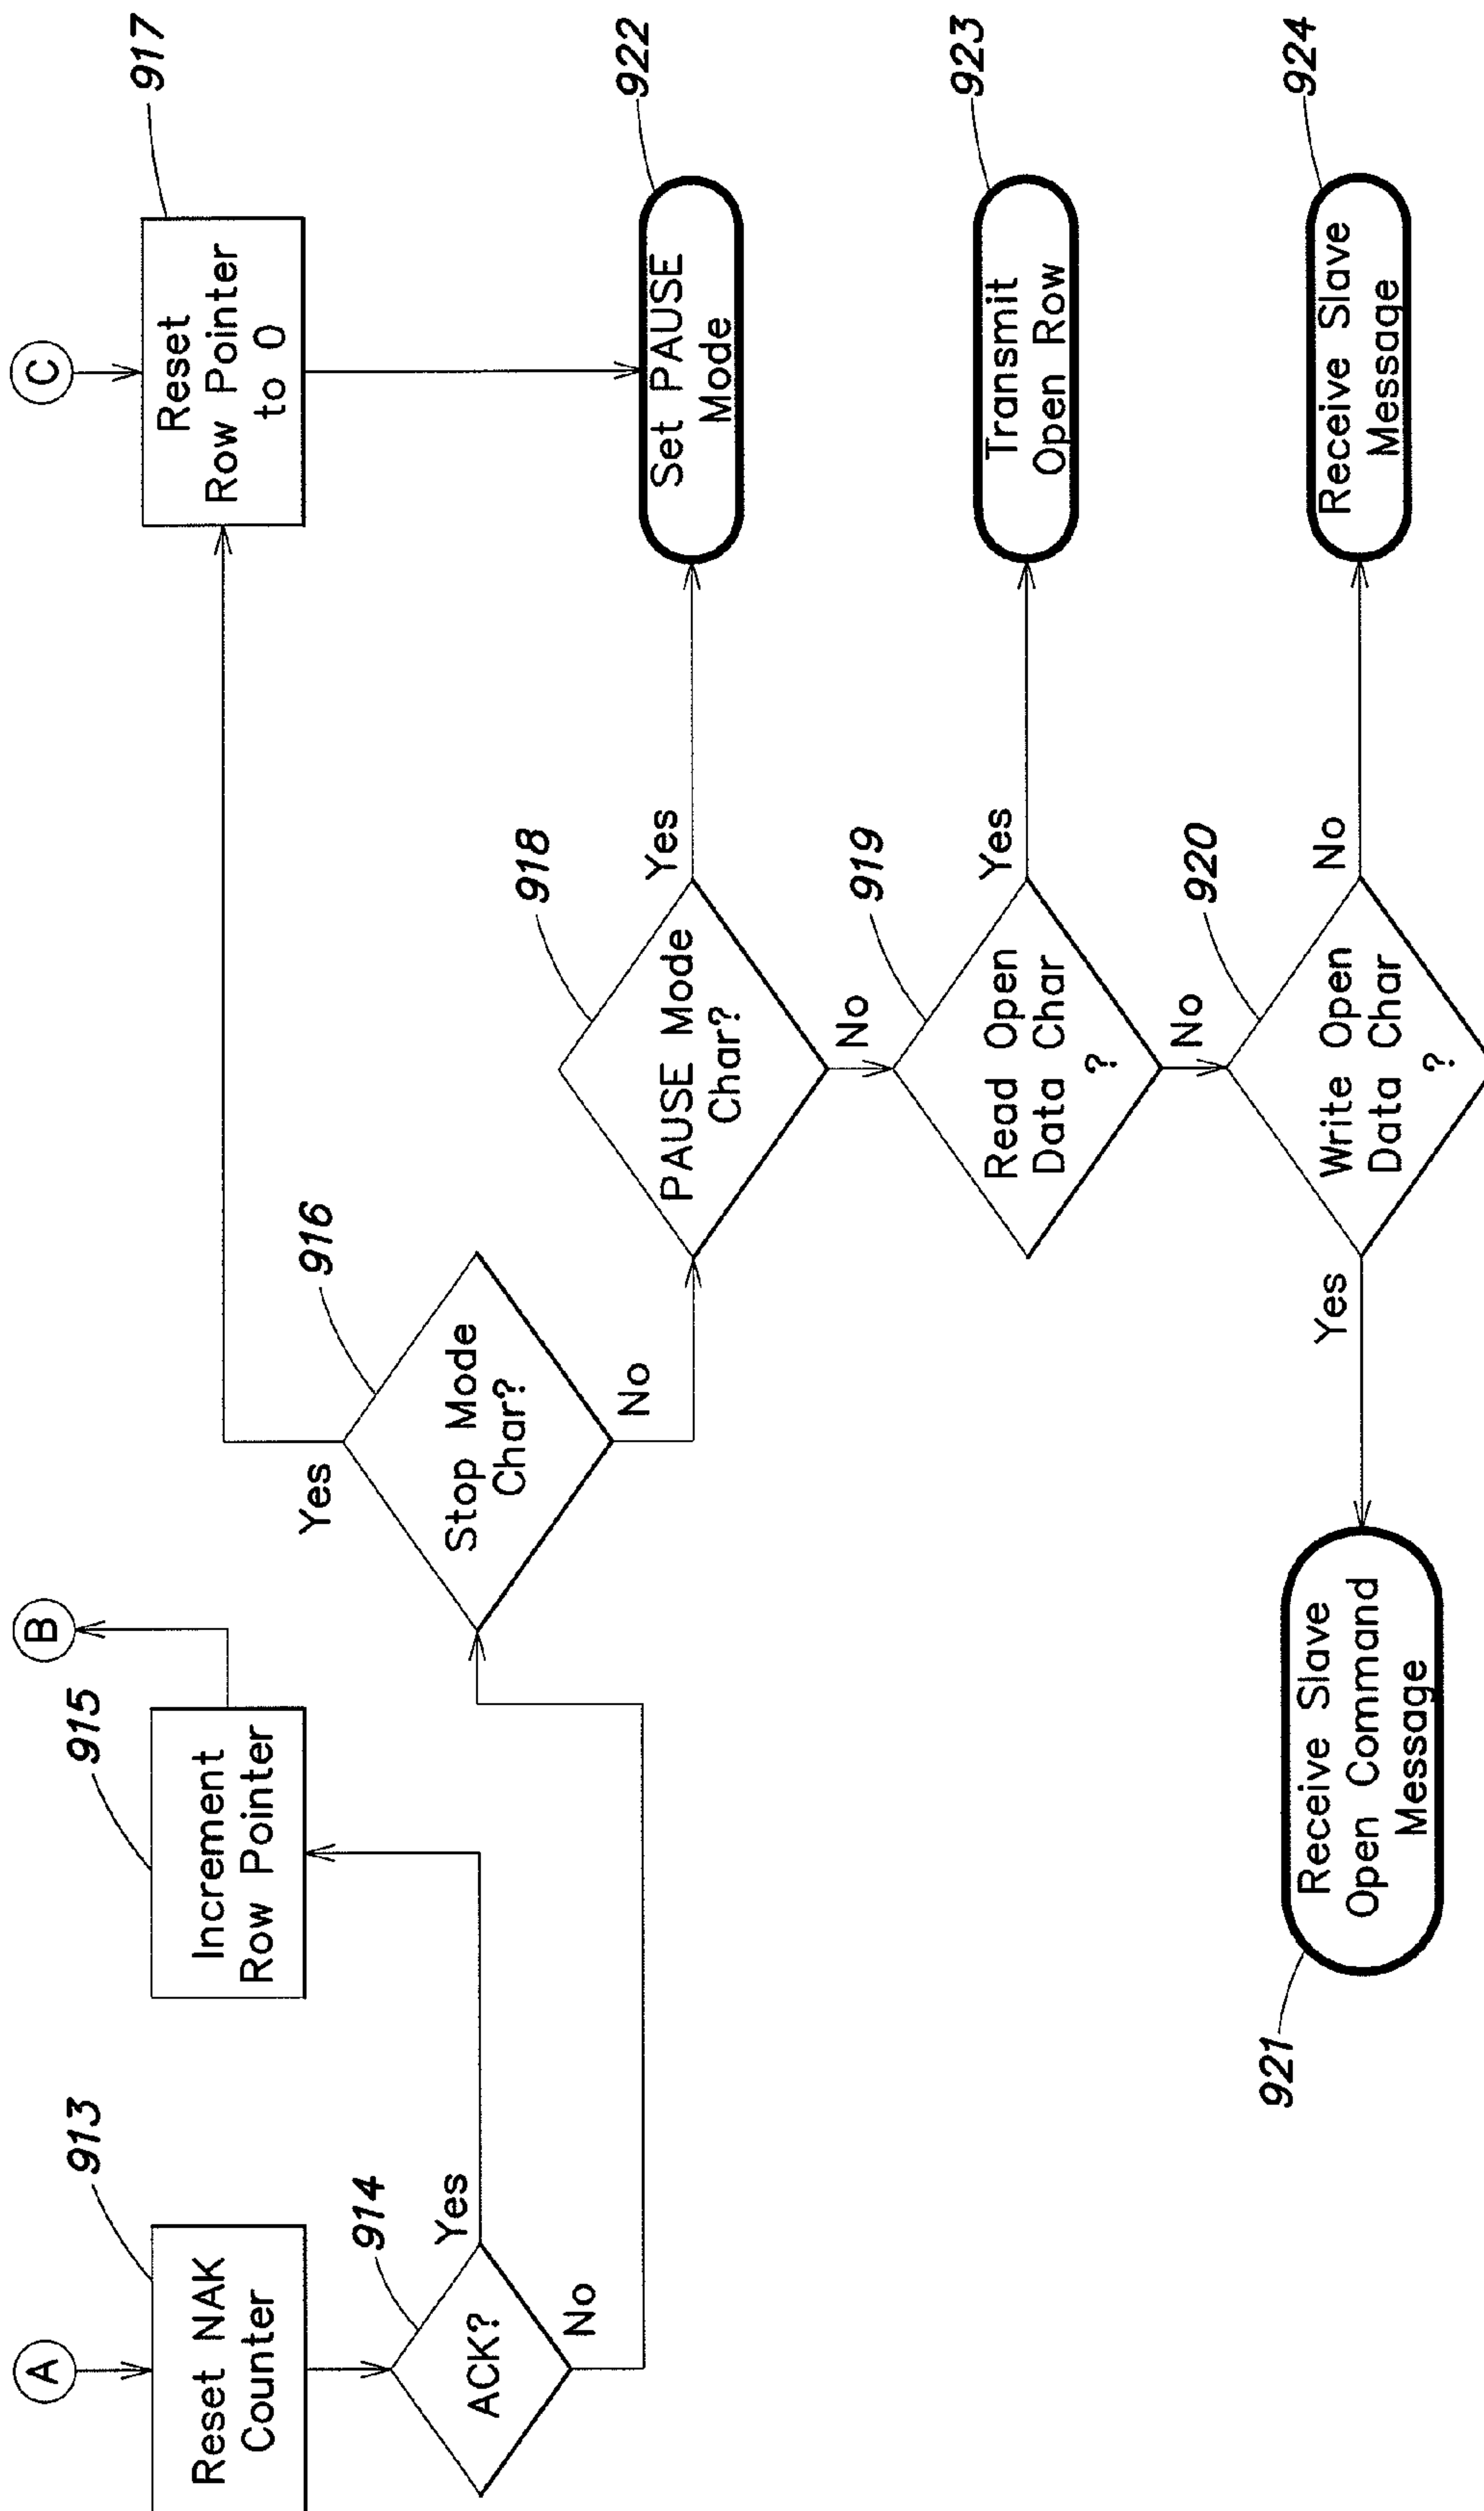 A
913
Reset NAK
Counter
914
ACK?
Yes
No
B
915
Increment
Row Pointer
916
Stop Mode
Char?
Yes
No
C
917
Reset
Row Pointer
to 0
918
PAUSE Mode
Char?
Yes
No
922
Set PAUSE
Mode
919
Read Open
Data Char
?
Yes
No
923
Transmit
Open Row
920
Write Open
Data Char
?
Yes
No
921
Receive Slave
Open Command
Message
924
Receive Slave
Message